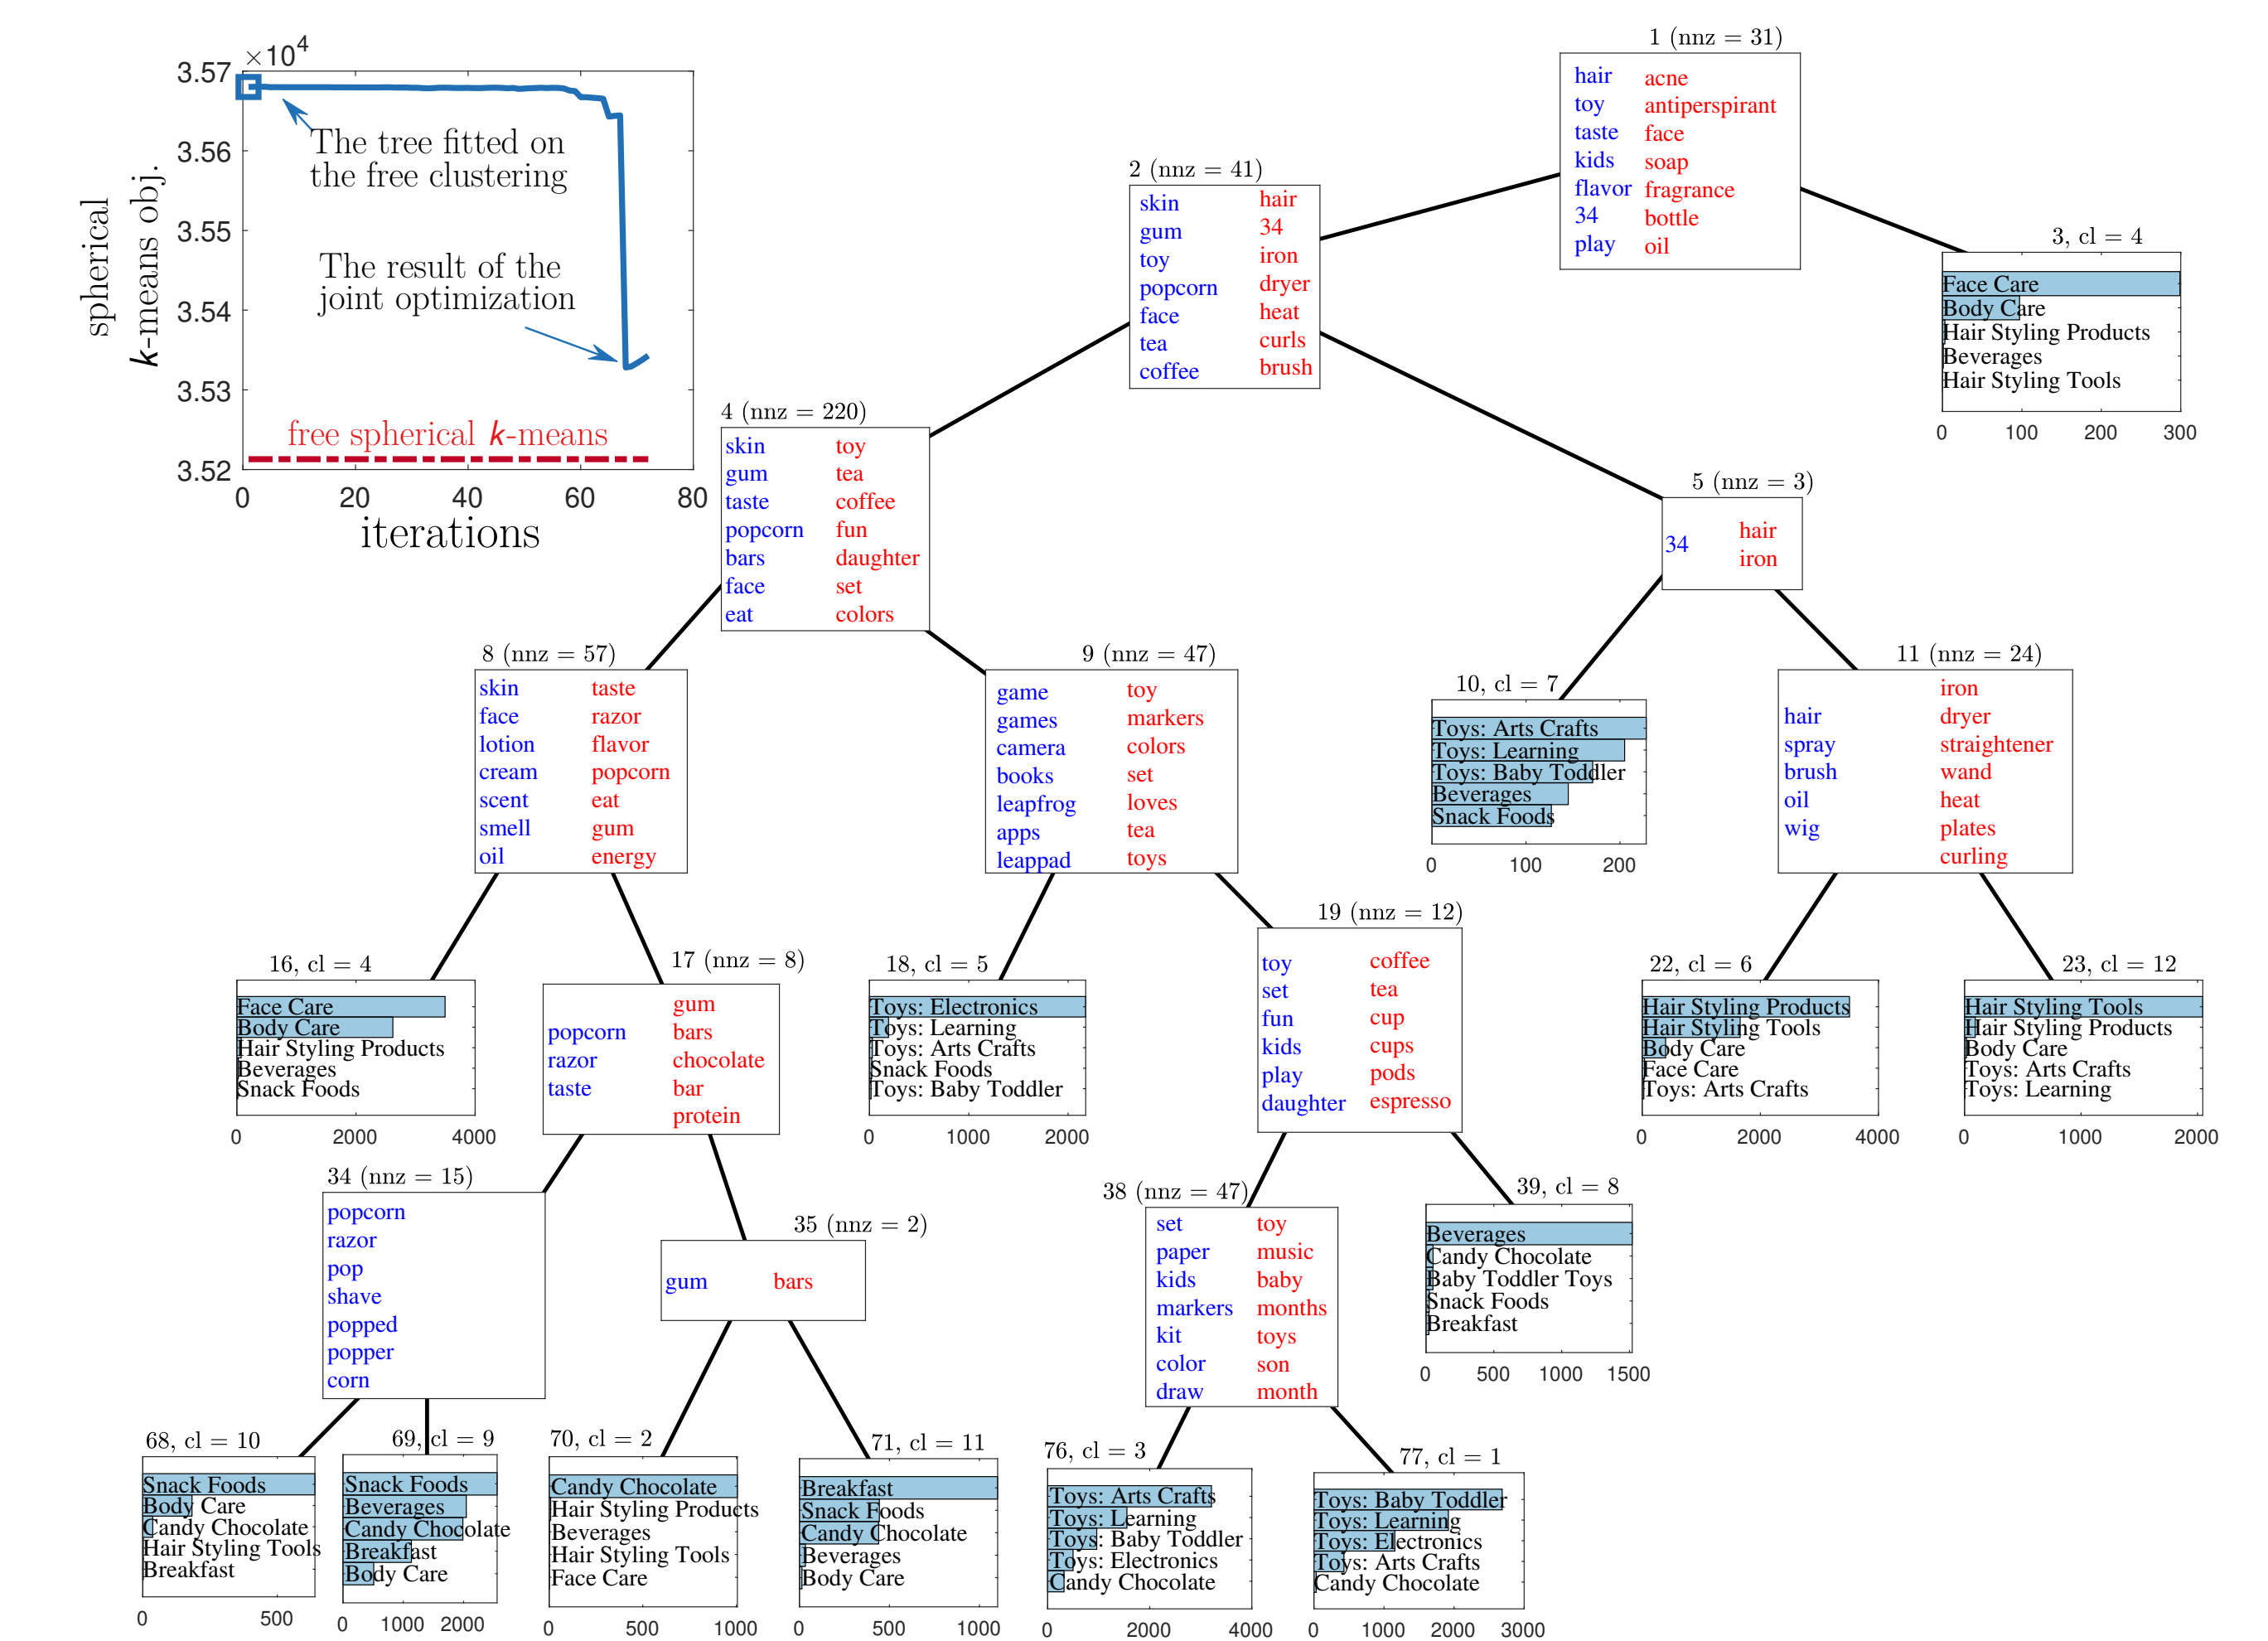 ×10⁴
3.57
3.56
3.55
3.54
3.53
3.52
0
20
40
60
80
iterations
spherical
k-means obj.
The tree fitted on
the free clustering
The result of the
joint optimization
free spherical k-means
1 (nnz = 31)
hair
toy
taste
kids
flavor
34
play
acne
antiperspirant
face
soap
fragrance
bottle
oil
2 (nnz = 41)
skin
gum
toy
popcorn
face
tea
coffee
hair
34
iron
dryer
heat
curls
brush
3, cl = 4
Face Care
Body Care
Hair Styling Products
Beverages
Hair Styling Tools
0 100 200 300
4 (nnz = 220)
skin
gum
taste
popcorn
bars
face
eat
toy
tea
coffee
fun
daughter
set
colors
5 (nnz = 3)
34
hair
iron
8 (nnz = 57)
skin
face
lotion
cream
scent
smell
oil
taste
razor
flavor
popcorn
eat
gum
energy
9 (nnz = 47)
game
games
camera
books
leapfrog
apps
leappad
toy
markers
colors
set
loves
tea
toys
10, cl = 7
Toys: Arts Crafts
Toys: Learning
Toys: Baby Toddler
Beverages
Snack Foods
0 100 200
11 (nnz = 24)
hair
spray
brush
oil
wig
iron
dryer
straightener
wand
heat
plates
curling
16, cl = 4
Face Care
Body Care
Hair Styling Products
Beverages
Snack Foods
0 2000 4000
17 (nnz = 8)
popcorn
razor
taste
gum
bars
chocolate
bar
protein
18, cl = 5
Toys: Electronics
Toys: Learning
Toys: Arts Crafts
Snack Foods
Toys: Baby Toddler
0 1000 2000
19 (nnz = 12)
toy
set
fun
kids
play
daughter
coffee
tea
cup
cups
pods
espresso
22, cl = 6
Hair Styling Products
Hair Styling Tools
Body Care
Face Care
Toys: Arts Crafts
0 2000 4000
23, cl = 12
Hair Styling Tools
Hair Styling Products
Body Care
Toys: Arts Crafts
Toys: Learning
0 1000 2000
34 (nnz = 15)
popcorn
razor
pop
shave
popped
popper
corn
35 (nnz = 2)
gum
bars
38 (nnz = 47)
set
paper
kids
markers
kit
color
draw
toy
music
baby
months
toys
son
month
39, cl = 8
Beverages
Candy Chocolate
Baby Toddler Toys
Snack Foods
Breakfast
0 500 1000 1500
68, cl = 10
Snack Foods
Body Care
Candy Chocolate
Hair Styling Tools
Breakfast
0 500
69, cl = 9
Snack Foods
Beverages
Candy Chocolate
Breakfast
Body Care
0 1000 2000
70, cl = 2
Candy Chocolate
Hair Styling Products
Beverages
Hair Styling Tools
Face Care
0 500 1000
71, cl = 11
Breakfast
Snack Foods
Candy Chocolate
Beverages
Body Care
0 500 1000
76, cl = 3
Toys: Arts Crafts
Toys: Learning
Toys: Baby Toddler
Toys: Electronics
Candy Chocolate
0 2000 4000
77, cl = 1
Toys: Baby Toddler
Toys: Learning
Toys: Electronics
Toys: Arts Crafts
Candy Chocolate
0 1000 2000 3000